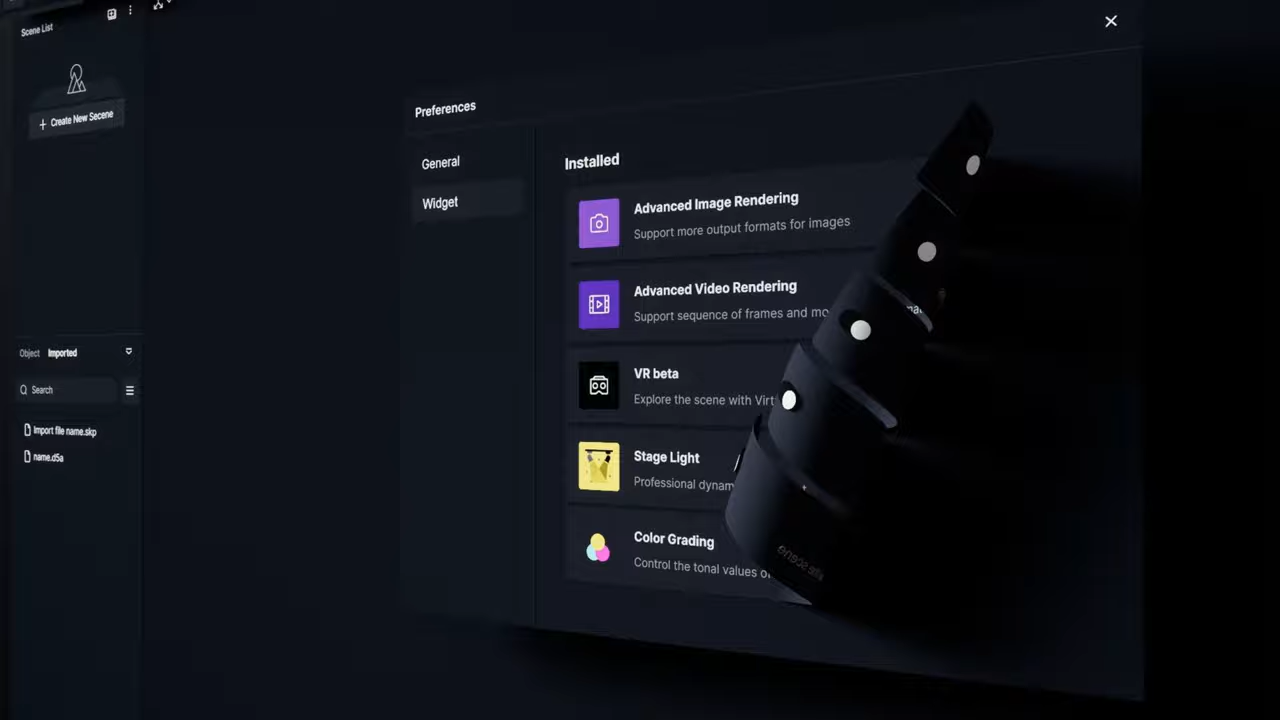 Scene List
+ Create New Secene
Object Imported
Search
Import file name.skp
name.d5a
Preferences
General
Widget
Installed
Advanced Image Rendering
Support more output formats for images
Advanced Video Rendering
Support sequence of frames and mo
VR beta
Explore the scene with Virt
Stage Light
Professional dynam
Color Grading
Control the tonal values o